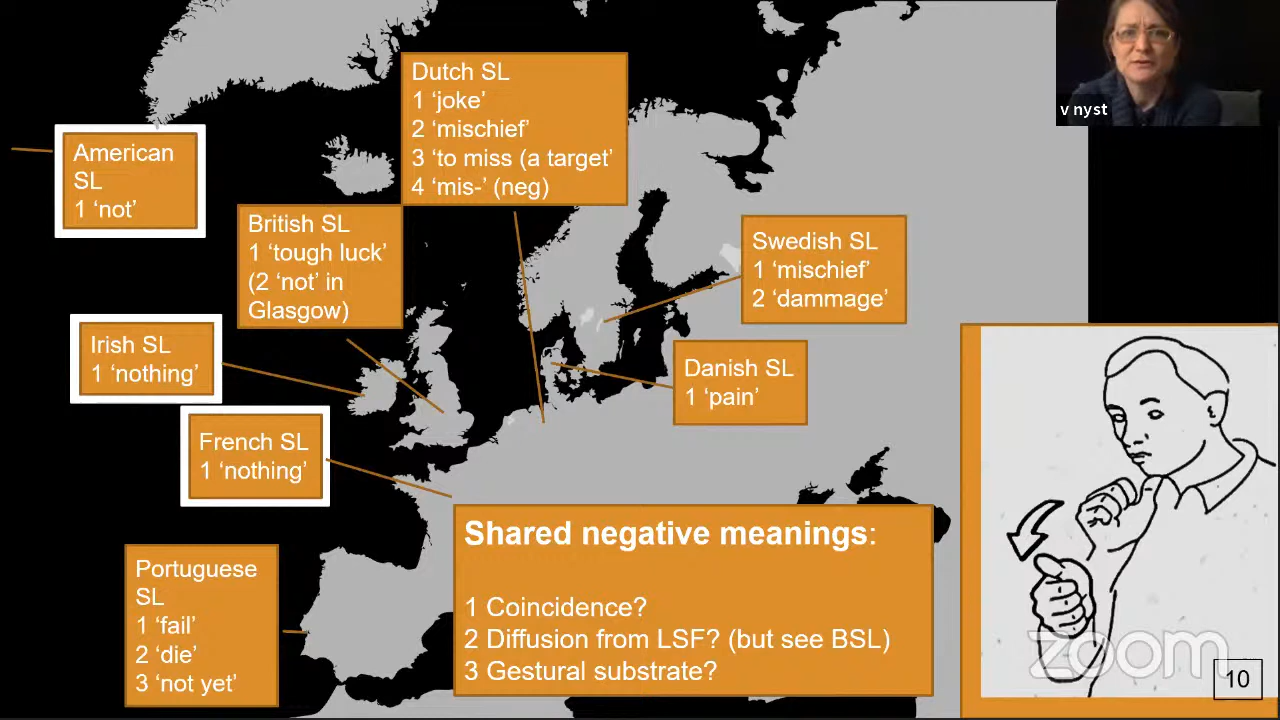 v nyst
Dutch SL
1 ‘joke’
2 ‘mischief’
3 ‘to miss (a target’
4 ‘mis-’ (neg)
American
SL
1 ‘not’
British SL
1 ‘tough luck’
(2 ‘not’ in
Glasgow)
Swedish SL
1 ‘mischief’
2 ‘dammage’
Irish SL
1 ‘nothing’
Danish SL
1 ‘pain’
French SL
1 ‘nothing’
Portuguese
SL
1 ‘fail’
2 ‘die’
3 ‘not yet’
Shared negative meanings:
1 Coincidence?
2 Diffusion from LSF? (but see BSL)
3 Gestural substrate?
zoom
10